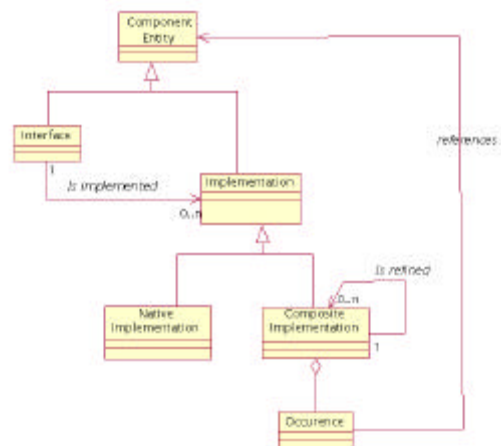 Component
Entity
Interface
references
1
Is implemented
Implementation
0..n
Is refined
0..n
Native
Implementation
Composite
Implementation
1
Occurence